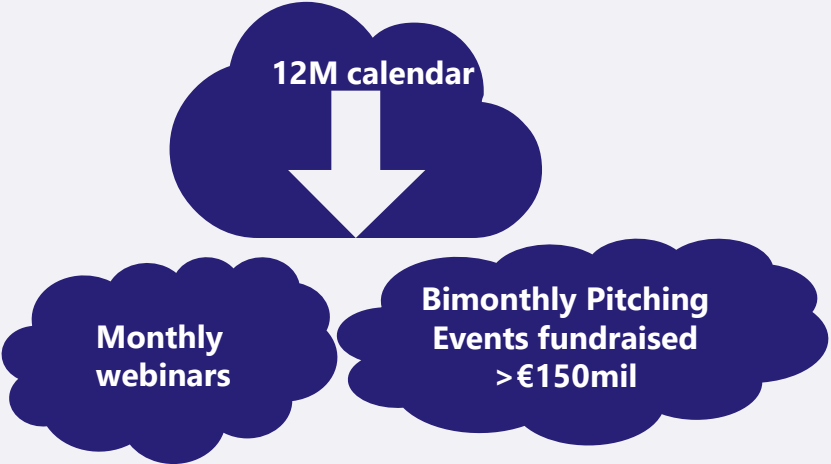 12M calendar
Monthly
webinars
Bimonthly Pitching
Events fundraised
>€150mil